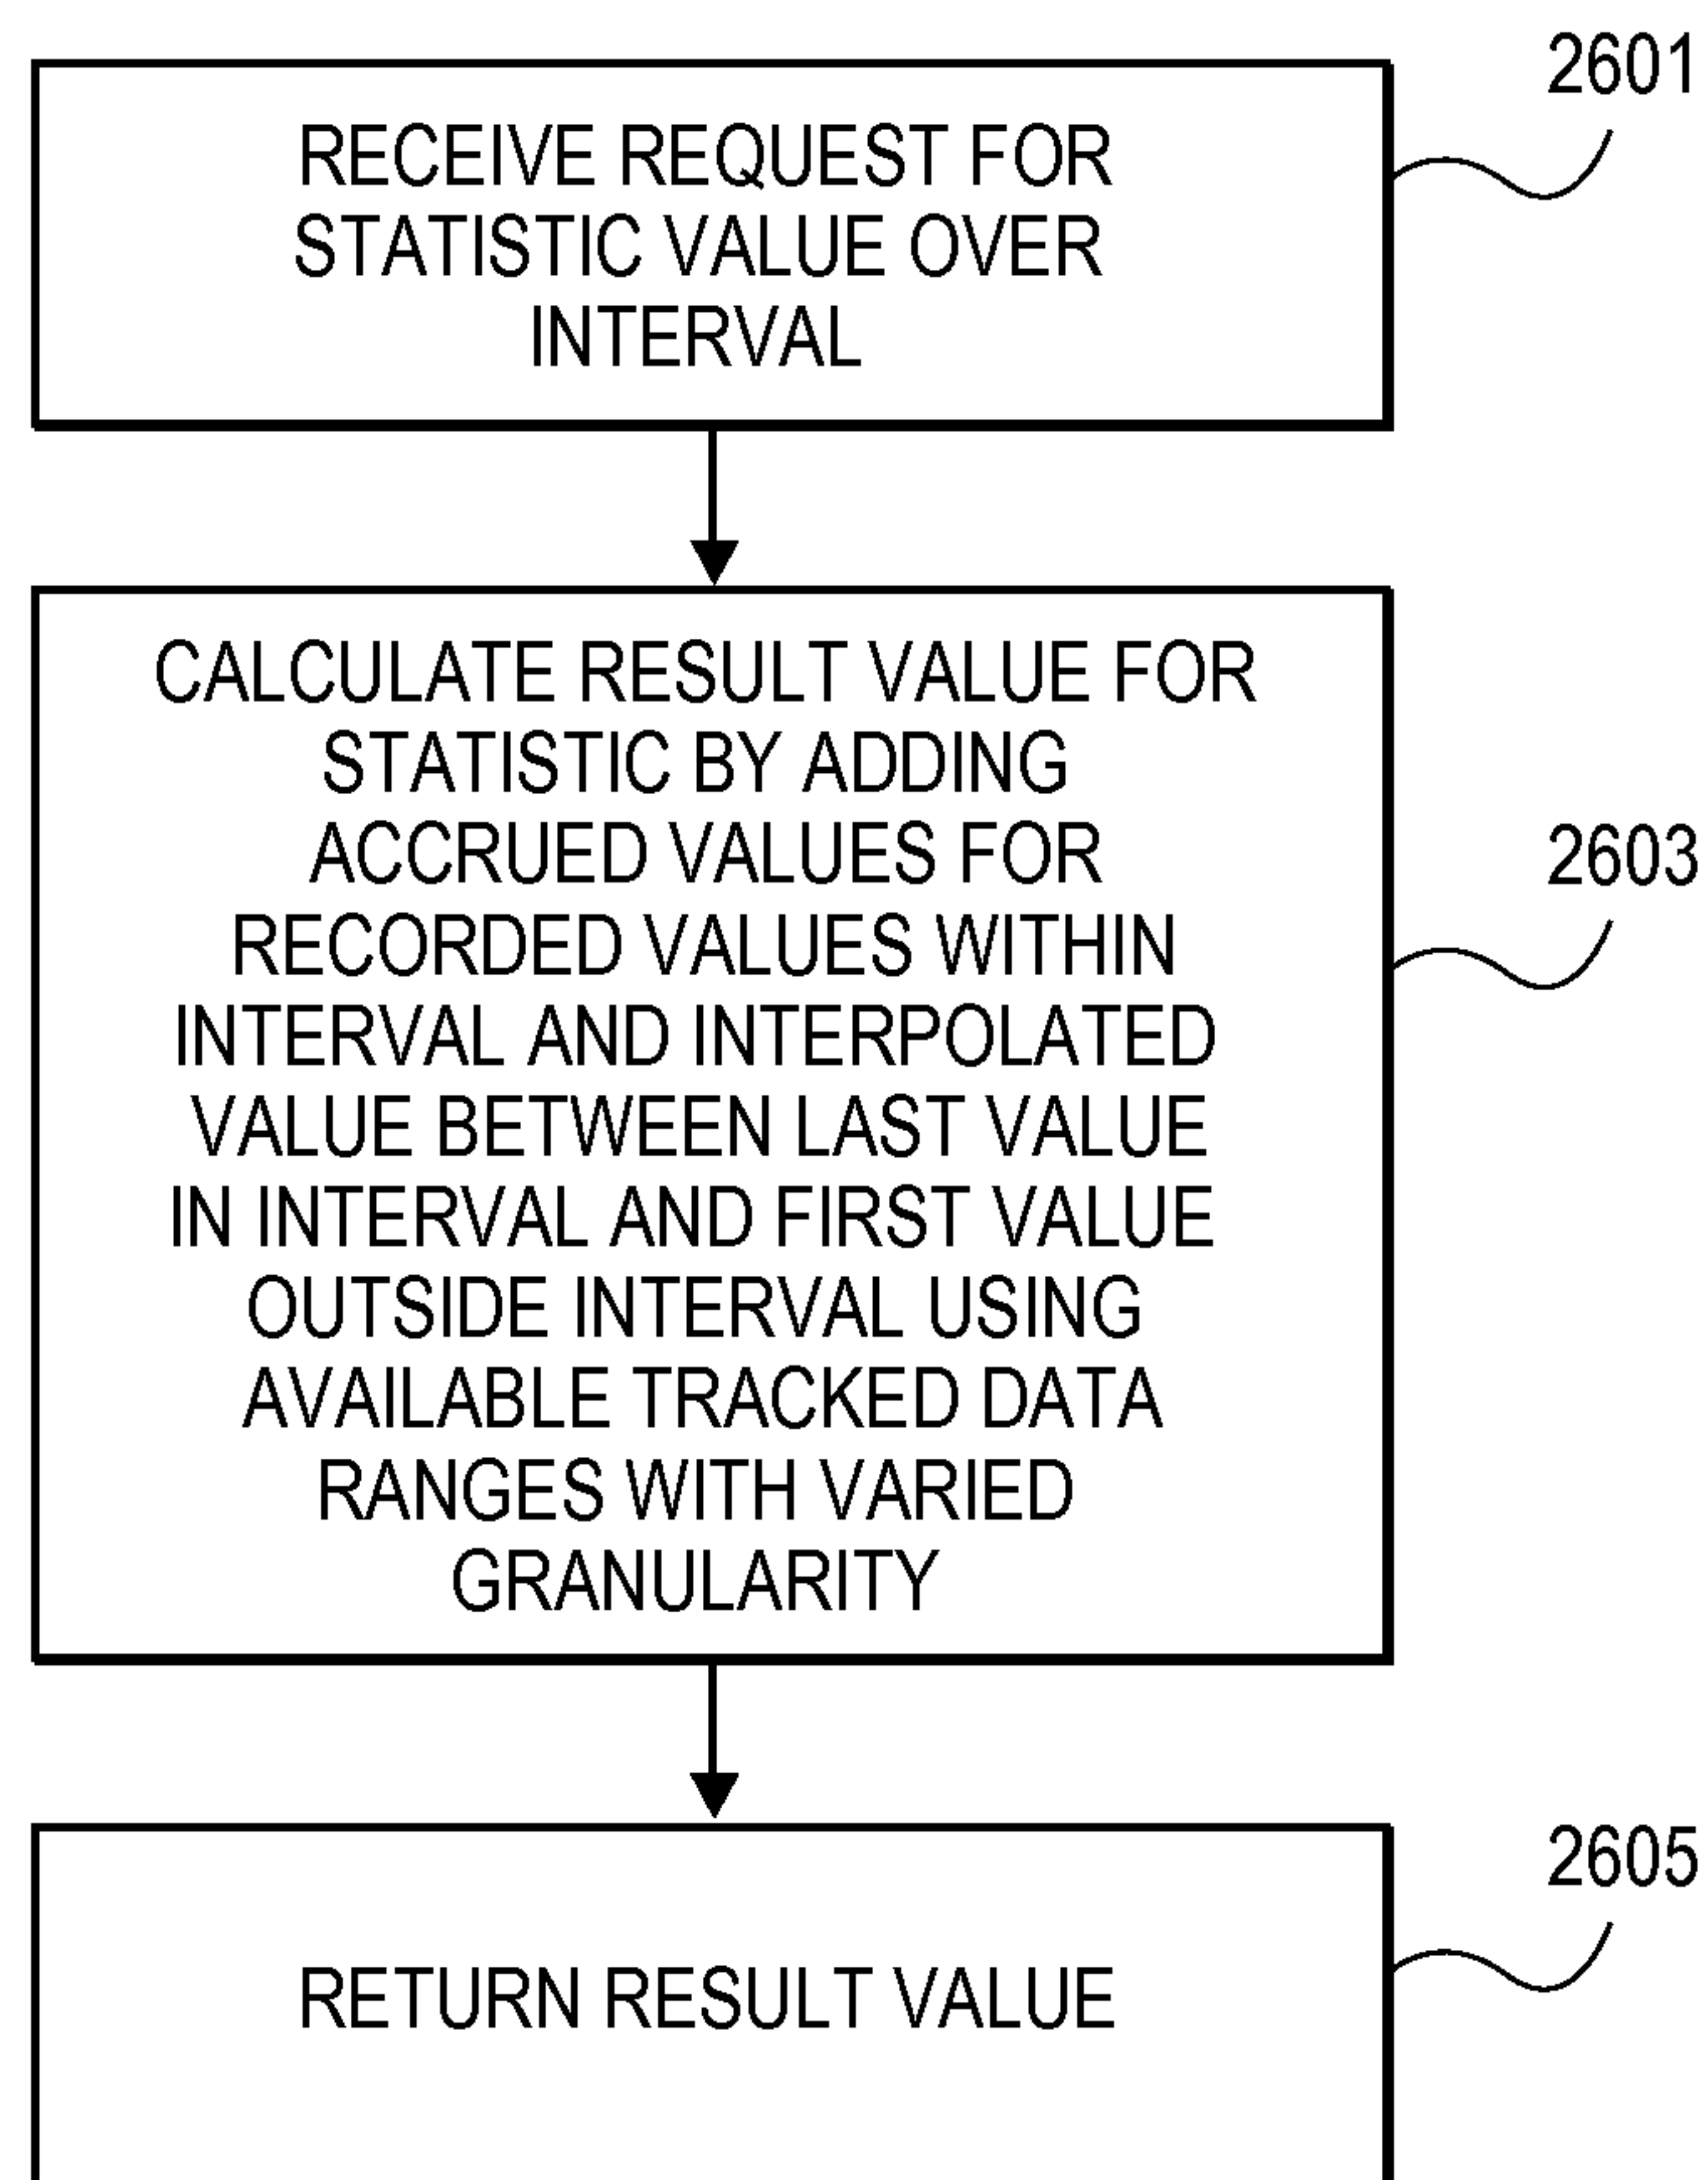 2601
RECEIVE REQUEST FOR
STATISTIC VALUE OVER
INTERVAL
CALCULATE RESULT VALUE FOR
STATISTIC BY ADDING
ACCRUED VALUES FOR
RECORDED VALUES WITHIN
INTERVAL AND INTERPOLATED
VALUE BETWEEN LAST VALUE
IN INTERVAL AND FIRST VALUE
OUTSIDE INTERVAL USING
AVAILABLE TRACKED DATA
RANGES WITH VARIED
GRANULARITY
2603
2605
RETURN RESULT VALUE